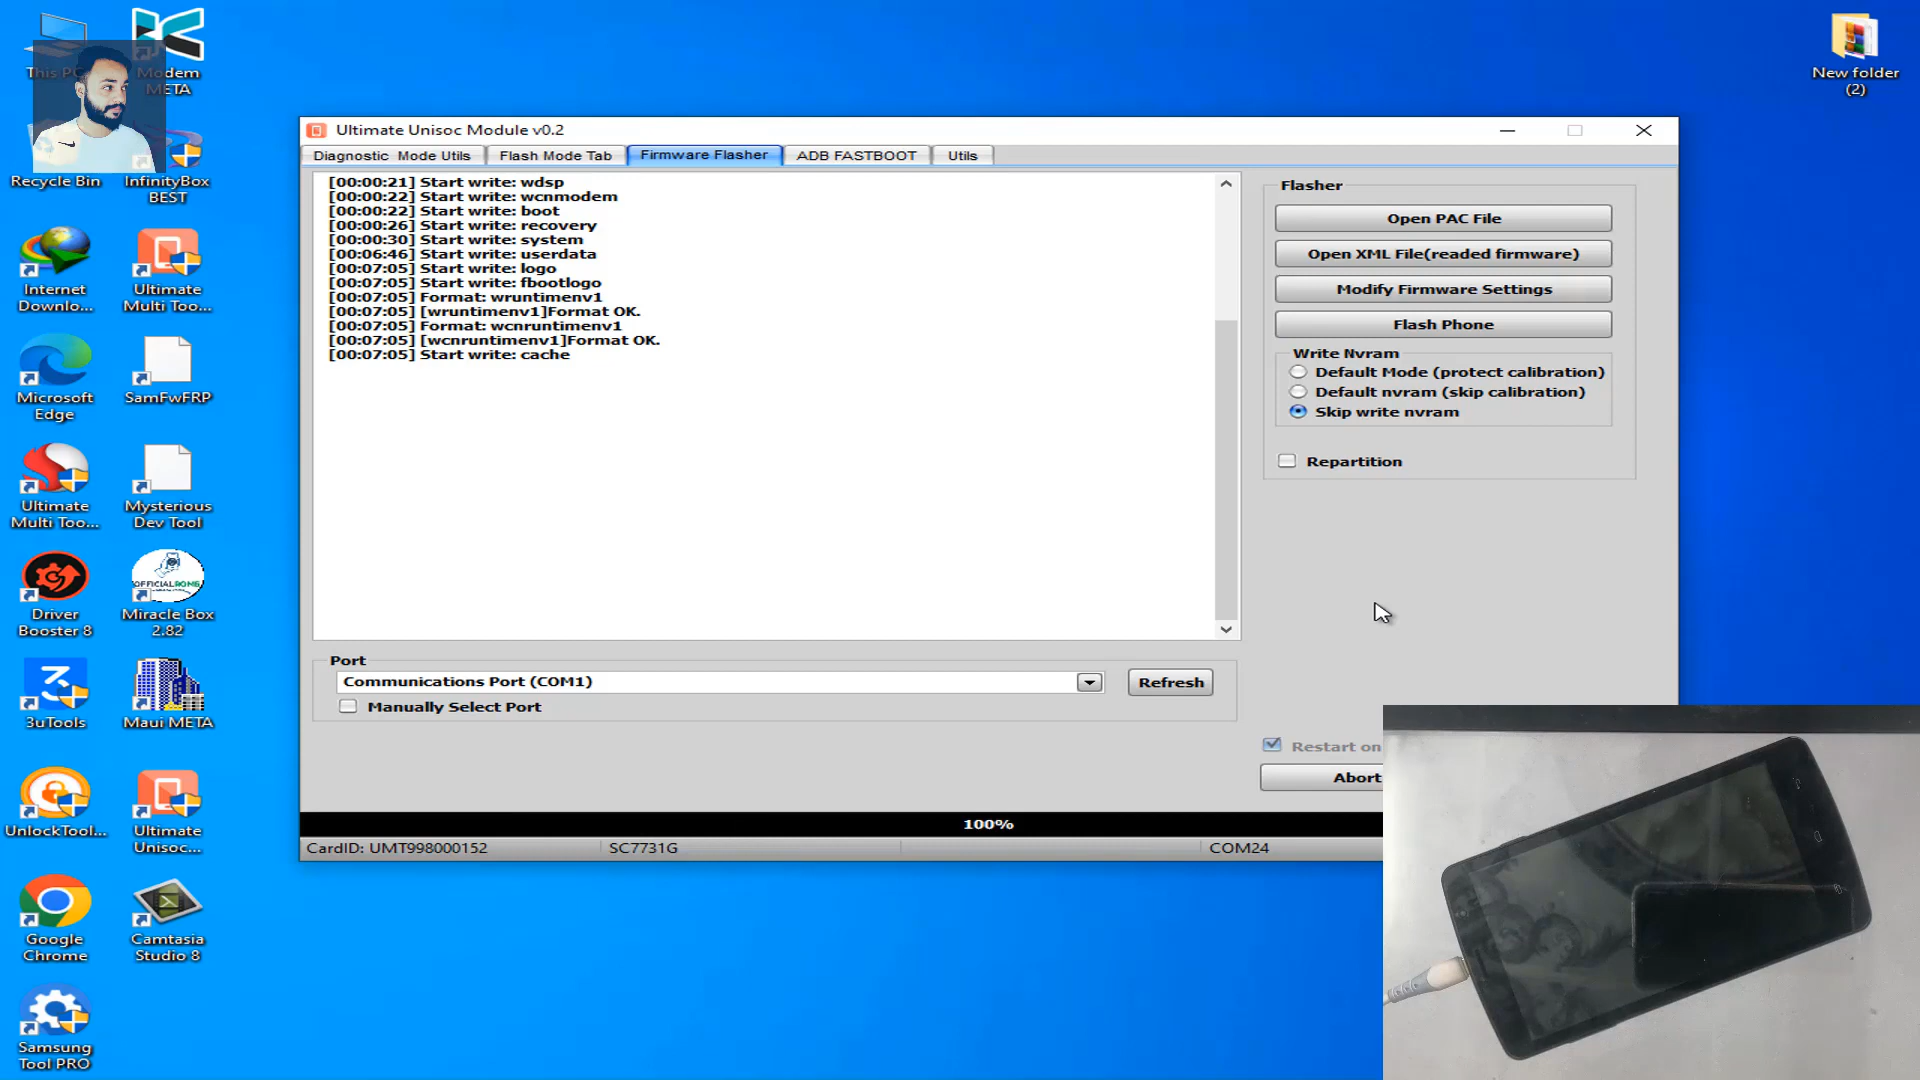 This PC
Modem
META
Recycle Bin
InfinityBox
BEST
Internet
Downlo...
Ultimate
Multi Too...
Microsoft
Edge
SamFwFRP
Ultimate
Multi Too...
Mysterious
Dev Tool
Driver
Booster 8
OFFICIALROMS
Miracle Box
2.82
3uTools
Maui META
UnlockTool...
Ultimate
Unisoc...
Google
Chrome
Camtasia
Studio 8
Samsung
Tool PRO
New folder
(2)
Ultimate Unisoc Module v0.2
Diagnostic Mode Utils
Flash Mode Tab
Firmware Flasher
ADB FASTBOOT
Utils
[00:00:21] Start write: wdsp
[00:00:22] Start write: wcnmodem
[00:00:22] Start write: boot
[00:00:26] Start write: recovery
[00:00:30] Start write: system
[00:06:46] Start write: userdata
[00:07:05] Start write: logo
[00:07:05] Start write: fbootlogo
[00:07:05] Format: wruntimenv1
[00:07:05] [wruntimenv1]Format OK.
[00:07:05] Format: wcnruntimenv1
[00:07:05] [wcnruntimenv1]Format OK.
[00:07:05] Start write: cache
Flasher
Open PAC File
Open XML File(readed firmware)
Modify Firmware Settings
Flash Phone
Write Nvram
Default Mode (protect calibration)
Default nvram (skip calibration)
Skip write nvram
Repartition
Port
Communications Port (COM1)
Refresh
Manually Select Port
Restart on
Abort
100%
CardID: UMT998000152
SC7731G
COM24